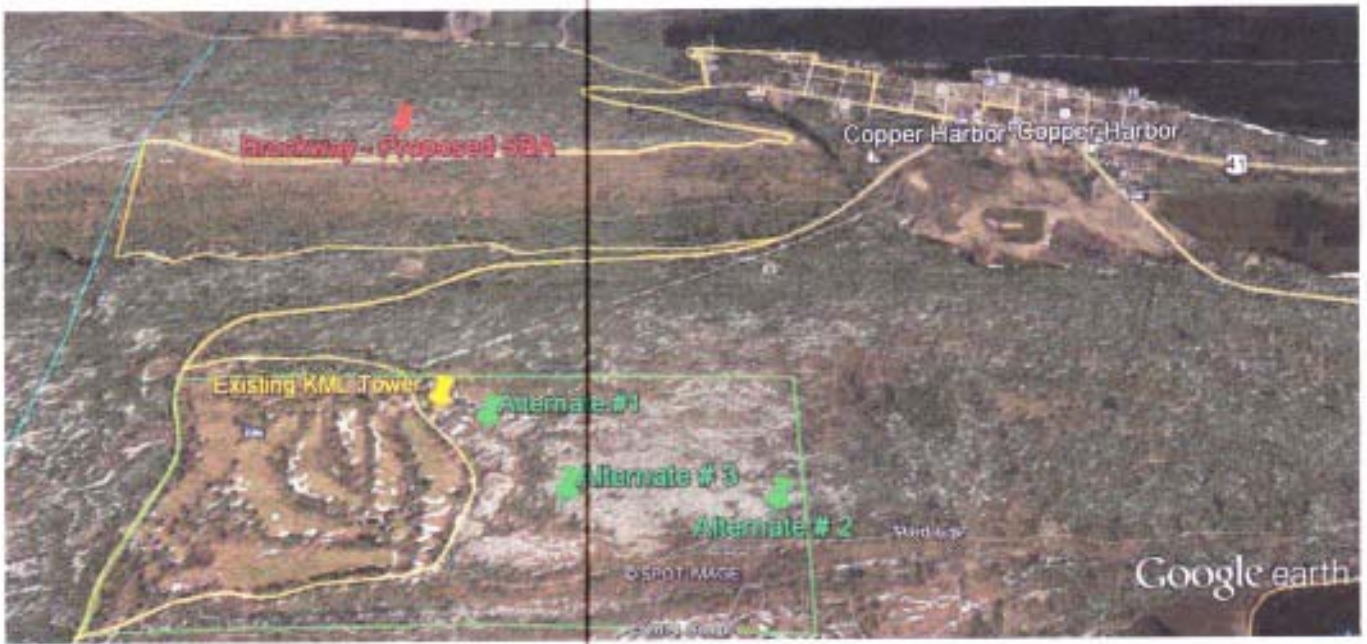 Brockway - Proposed SBA
Copper Harbor
Copper Harbor
41
Existing KML Tower
Alternate #1
Alternate # 3
Alternate # 2
© SPOT IMAGE
Google earth